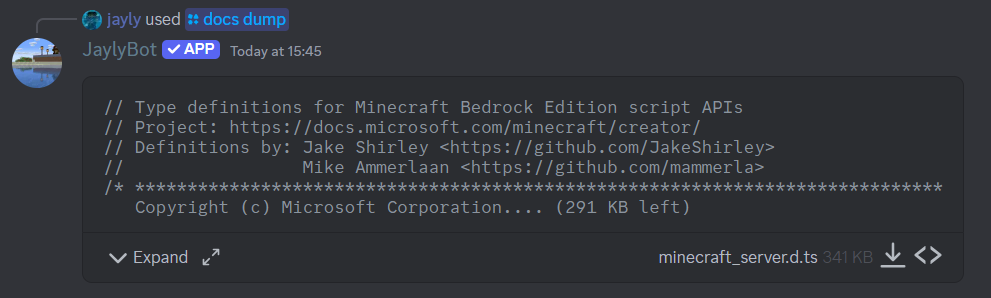 jayly used docs dump
JaylyBot ✓ APP Today at 15:45
// Type definitions for Minecraft Bedrock Edition script APIs
// Project: https://docs.microsoft.com/minecraft/creator/
// Definitions by: Jake Shirley <https://github.com/JakeShirley>
//                 Mike Ammerlaan <https://github.com/mammerla>
/* *****************************************************************************
   Copyright (c) Microsoft Corporation.... (291 KB left)
Expand minecraft_server.d.ts 341 KB